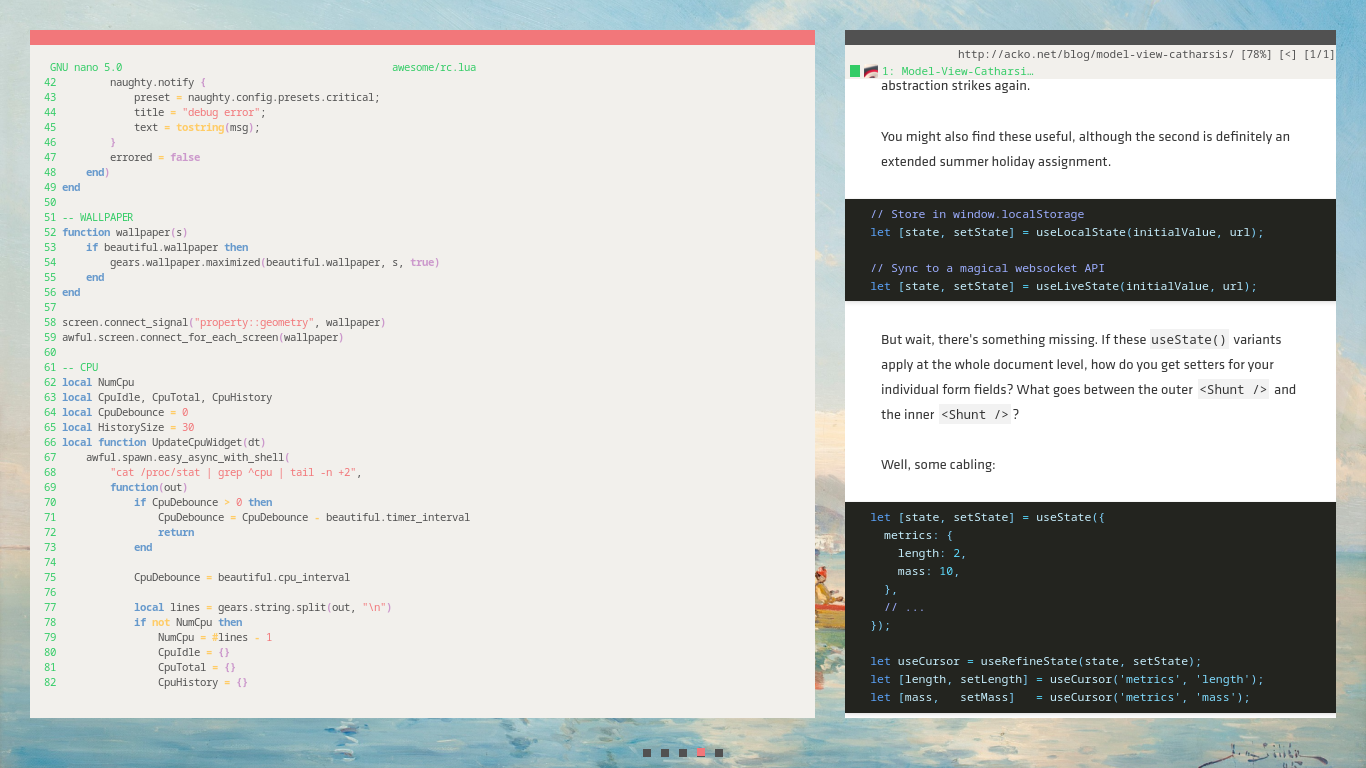 GNU nano 5.0 awesome/rc.lua
42         naughty.notify {
43             preset = naughty.config.presets.critical;
44             title = "debug error";
45             text = tostring(msg);
46         }
47         errored = false
48     end)
49 end
50
51 -- WALLPAPER
52 function wallpaper(s)
53     if beautiful.wallpaper then
54         gears.wallpaper.maximized(beautiful.wallpaper, s, true)
55     end
56 end
57
58 screen.connect_signal("property::geometry", wallpaper)
59 awful.screen.connect_for_each_screen(wallpaper)
60
61 -- CPU
62 local NumCpu
63 local CpuIdle, CpuTotal, CpuHistory
64 local CpuDebounce = 0
65 local HistorySize = 30
66 local function UpdateCpuWidget(dt)
67     awful.spawn.easy_async_with_shell(
68         "cat /proc/stat | grep ^cpu | tail -n +2",
69         function(out)
70             if CpuDebounce > 0 then
71                 CpuDebounce = CpuDebounce - beautiful.timer_interval
72                 return
73             end
74
75             CpuDebounce = beautiful.cpu_interval
76
77             local lines = gears.string.split(out, "\n")
78             if not NumCpu then
79                 NumCpu = #lines - 1
80                 CpuIdle = {}
81                 CpuTotal = {}
82                 CpuHistory = {}
http://acko.net/blog/model-view-catharsis/ [78%] [<] [1/1]
1: Model-View-Catharsi…
abstraction strikes again.
You might also find these useful, although the second is definitely an
extended summer holiday assignment.
// Store in window.localStorage
let [state, setState] = useLocalState(initialValue, url);
// Sync to a magical websocket API
let [state, setState] = useLiveState(initialValue, url);
But wait, there's something missing. If these useState() variants
apply at the whole document level, how do you get setters for your
individual form fields? What goes between the outer <Shunt /> and
the inner <Shunt />?
Well, some cabling:
let [state, setState] = useState({
  metrics: {
    length: 2,
    mass: 10,
  },
  // ...
});
let useCursor = useRefineState(state, setState);
let [length, setLength] = useCursor('metrics', 'length');
let [mass,   setMass]   = useCursor('metrics', 'mass');